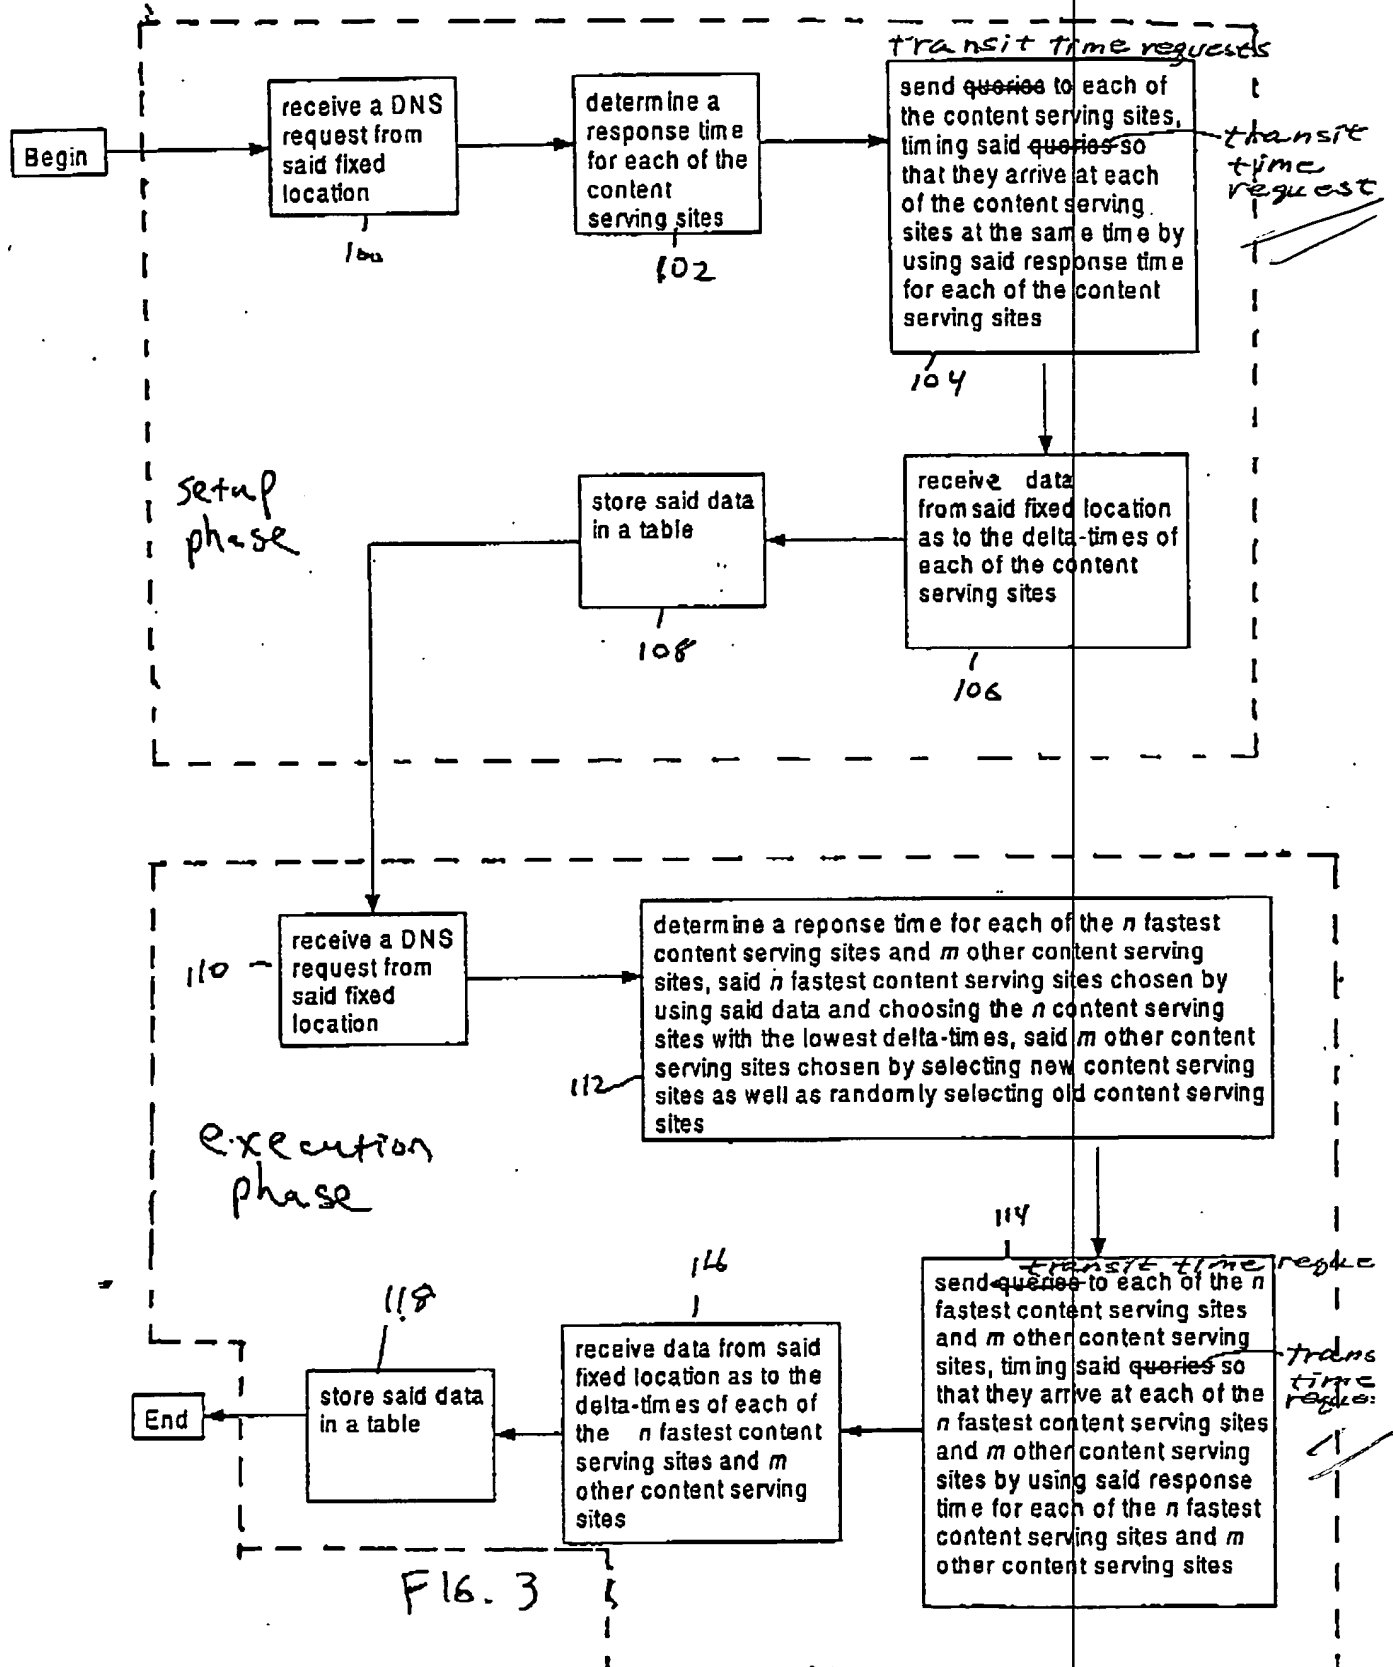 transit time requests
Begin
receive a DNS
request from
said fixed
location
100
determine a
response time
for each of the
content
serving sites
102
send queries to each of
the content serving sites,
timing said queries so
that they arrive at each
of the content serving
sites at the same time by
using said response time
for each of the content
serving sites
104
transit
time
request
setup
phase
store said data
in a table
108
receive data
from said fixed location
as to the delta-times of
each of the content
serving sites
106
110
receive a DNS
request from
said fixed
location
determine a reponse time for each of the n fastest
content serving sites and m other content serving
sites, said n fastest content serving sites chosen by
using said data and choosing the n content serving
sites with the lowest delta-times, said m other content
serving sites chosen by selecting new content serving
sites as well as randomly selecting old content serving
sites
112
execution
phase
114
transit time reque
send queries to each of the n
fastest content serving sites
and m other content serving
sites, timing said queries so
that they arrive at each of the
n fastest content serving sites
and m other content serving
sites by using said response
time for each of the n fastest
content serving sites and m
other content serving sites
trans
time
reque
116
receive data from said
fixed location as to the
delta-times of each of
the n fastest content
serving sites and m
other content serving
sites
118
store said data
in a table
End
FIG. 3